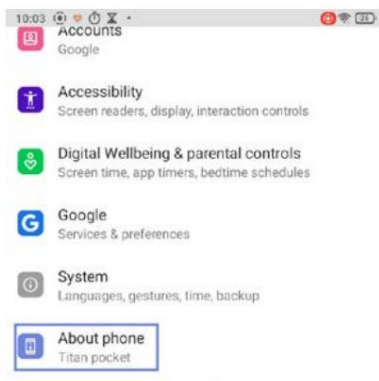 10:03
Accounts
Google
Accessibility
Screen readers, display, interaction controls
Digital Wellbeing & parental controls
Screen time, app timers, bedtime schedules
Google
Services & preferences
System
Languages, gestures, time, backup
About phone
Titan pocket